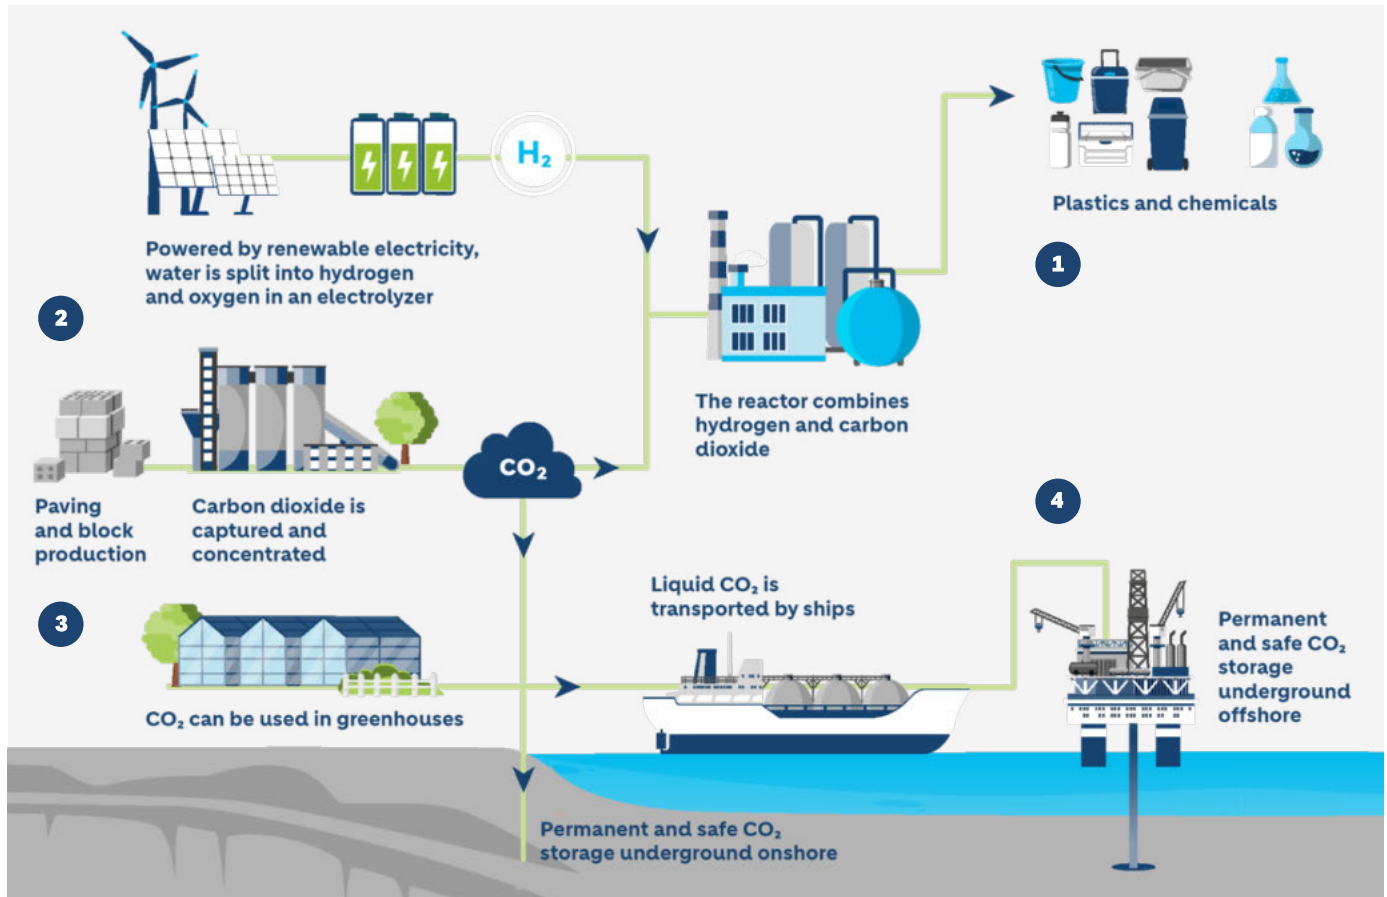 H₂
Powered by renewable electricity,
water is split into hydrogen
and oxygen in an electrolyzer
Plastics and chemicals
1
2
The reactor combines
hydrogen and carbon
dioxide
CO₂
Paving
and block
production
Carbon dioxide is
captured and
concentrated
4
3
Liquid CO₂ is
transported by ships
Permanent
and safe CO₂
storage
underground
offshore
CO₂ can be used in greenhouses
Permanent and safe CO₂
storage underground onshore